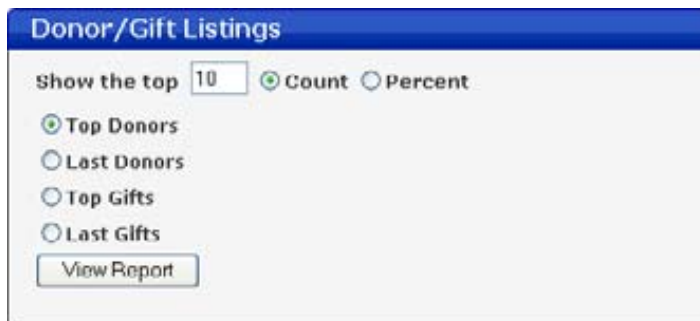 Donor/Gift Listings
Show the top 10 Count Percent
Top Donors
Last Donors
Top Gifts
Last Gifts
View Report